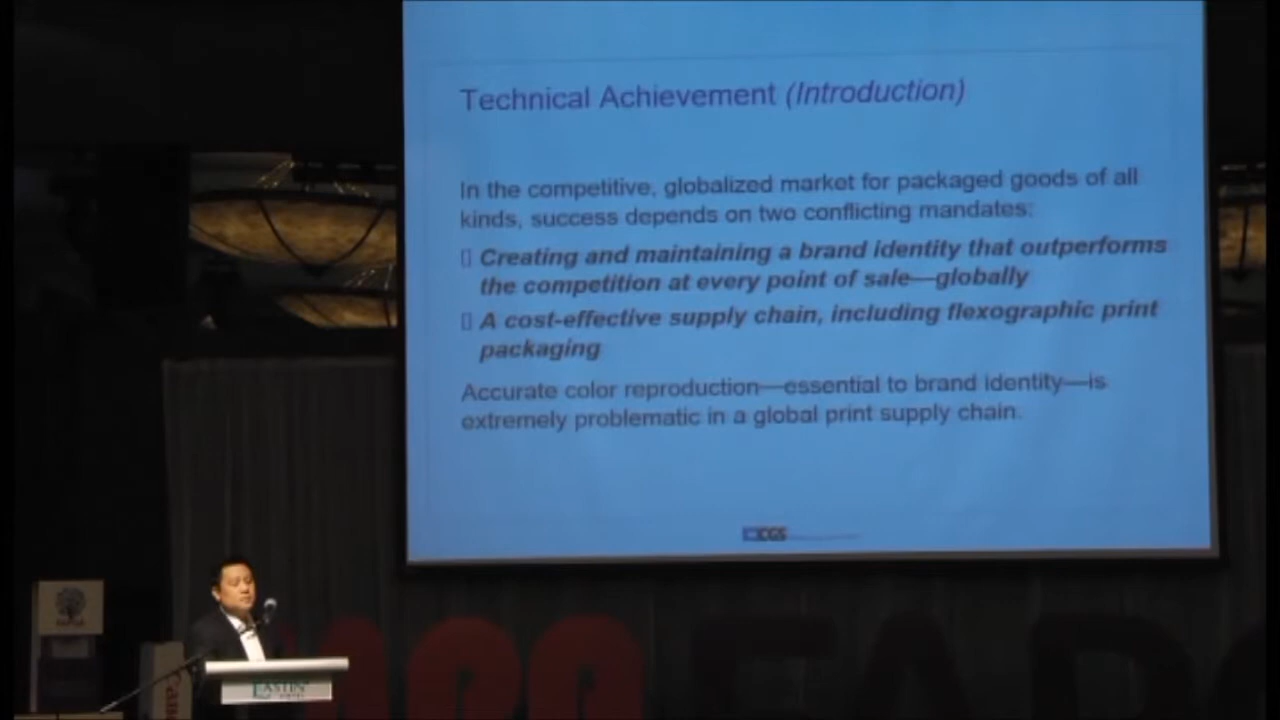 Technical Achievement (Introduction)
In the competitive, globalized market for packaged goods of all
kinds, success depends on two conflicting mandates:
Creating and maintaining a brand identity that outperforms
the competition at every point of sale—globally
A cost-effective supply chain, including flexographic print
packaging
Accurate color reproduction—essential to brand identity—is
extremely problematic in a global print supply chain.
CGS
EASTIN